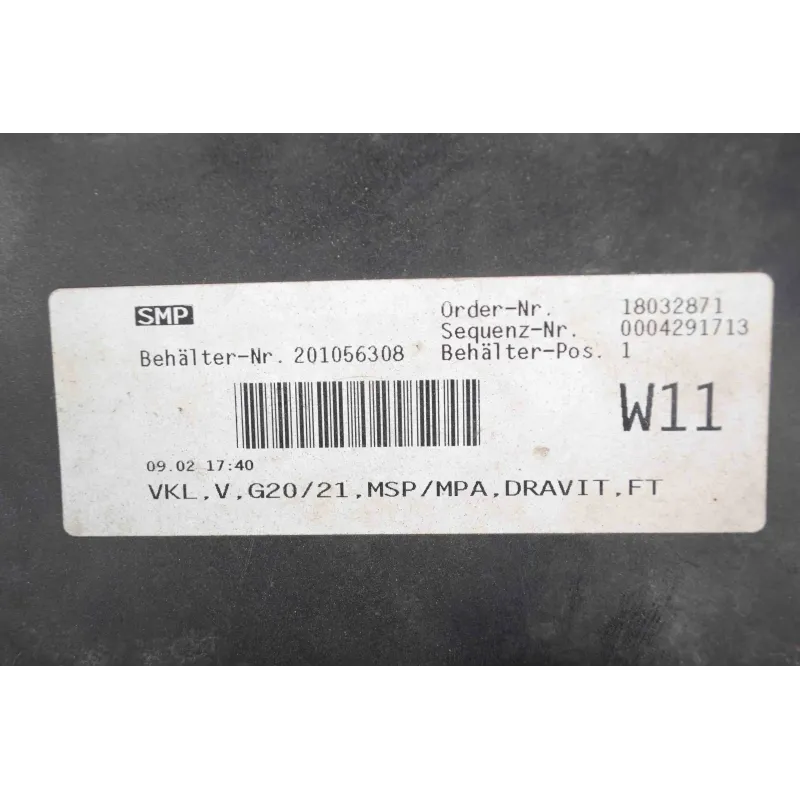 SMP
Order-Nr. 18032871
Sequenz-Nr. 0004291713
Behälter-Nr. 201056308 Behälter-Pos. 1
W11
09.02 17:40
VKL,V,G20/21,MSP/MPA,DRAVIT,FT